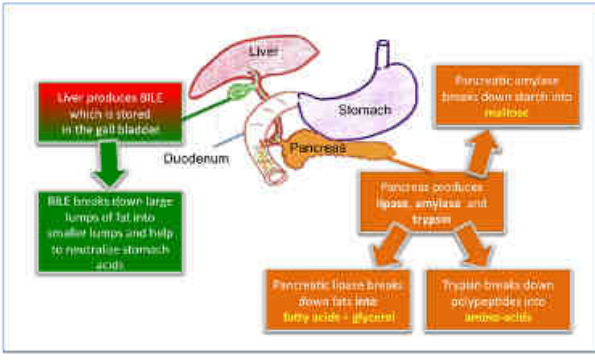 Liver
Liver produces BILE
which is stored
in the gall bladder
Stomach
Duodenum
Pancreas
Pancreatic amylase
breaks down starch into
maltose
BILE breaks down large
lumps of fat into
smaller lumps and help
to neutralise stomach
acids
Pancreas produces
lipase, amylase and
trypsin
Pancreatic lipase breaks
down fats into
fatty acids + glycerol
Trypsin breaks down
polypeptides into
amino-acids